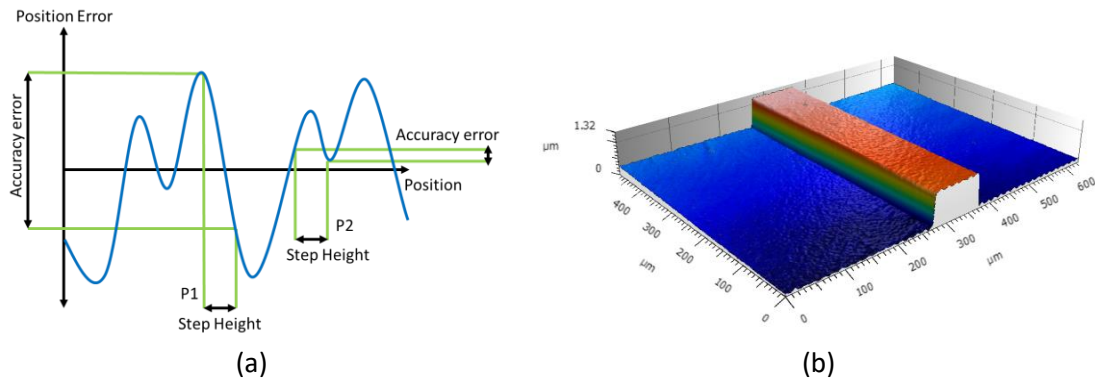 Position Error
Accuracy error
Accuracy error
Position
P2
Step Height
P1
Step Height
(a)
1.32
µm
0
400
300
200
100
0
µm
0
100
200
300
400
500
600
µm
(b)